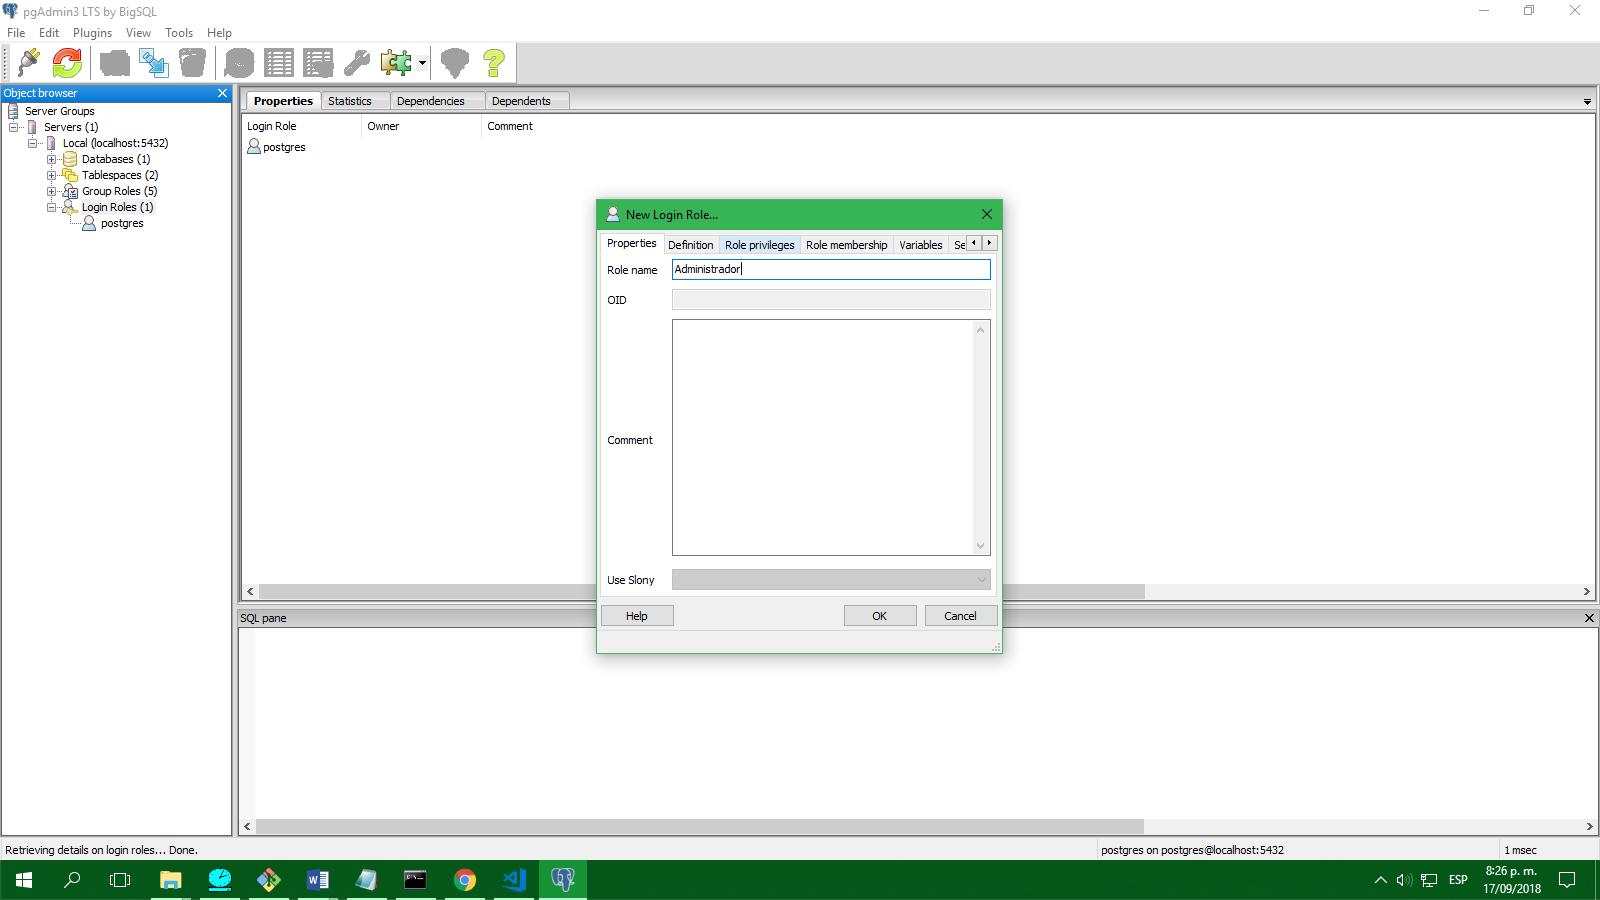 pgAdmin3 LTS by BigSQL
File Edit Plugins View Tools Help
Object browser
Server Groups
Servers (1)
Local (localhost:5432)
Databases (1)
Tablespaces (2)
Group Roles (5)
Login Roles (1)
postgres
Properties Statistics Dependencies Dependents
Login Role Owner Comment
postgres
New Login Role...
Properties Definition Role privileges Role membership Variables Se
Role name Administrador
OID
Comment
Use Slony
Help OK Cancel
SQL pane
Retrieving details on login roles... Done.
postgres on postgres@localhost:5432
1 msec
ESP
8:26 p. m.
17/09/2018